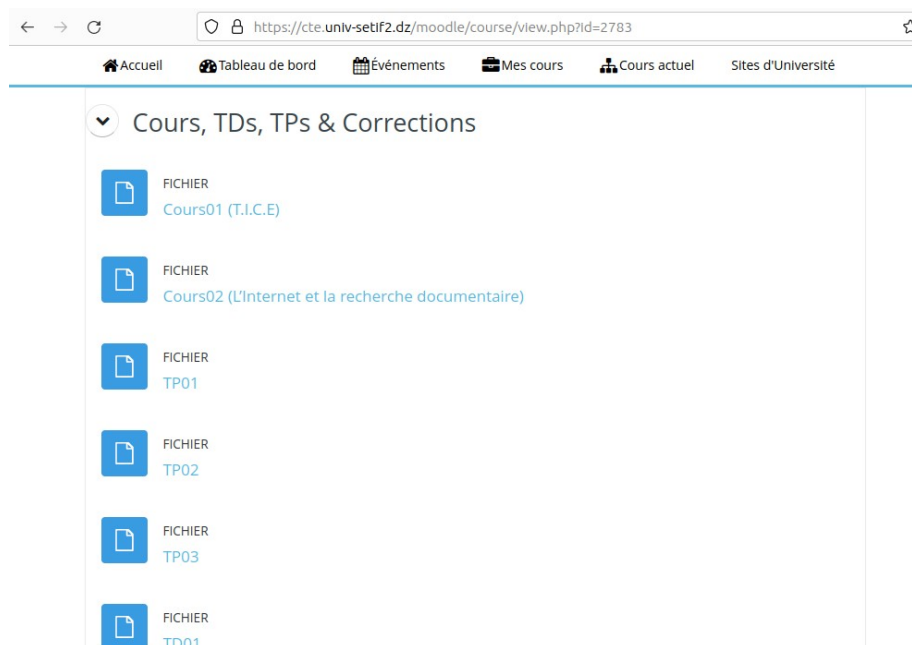 https://cte.univ-setif2.dz/moodle/course/view.php?id=2783
Accueil Tableau de bord Événements Mes cours Cours actuel Sites d'Université
Cours, TDs, TPs & Corrections
FICHIER
Cours01 (T.I.C.E)
FICHIER
Cours02 (L'Internet et la recherche documentaire)
FICHIER
TP01
FICHIER
TP02
FICHIER
TP03
FICHIER
TD01